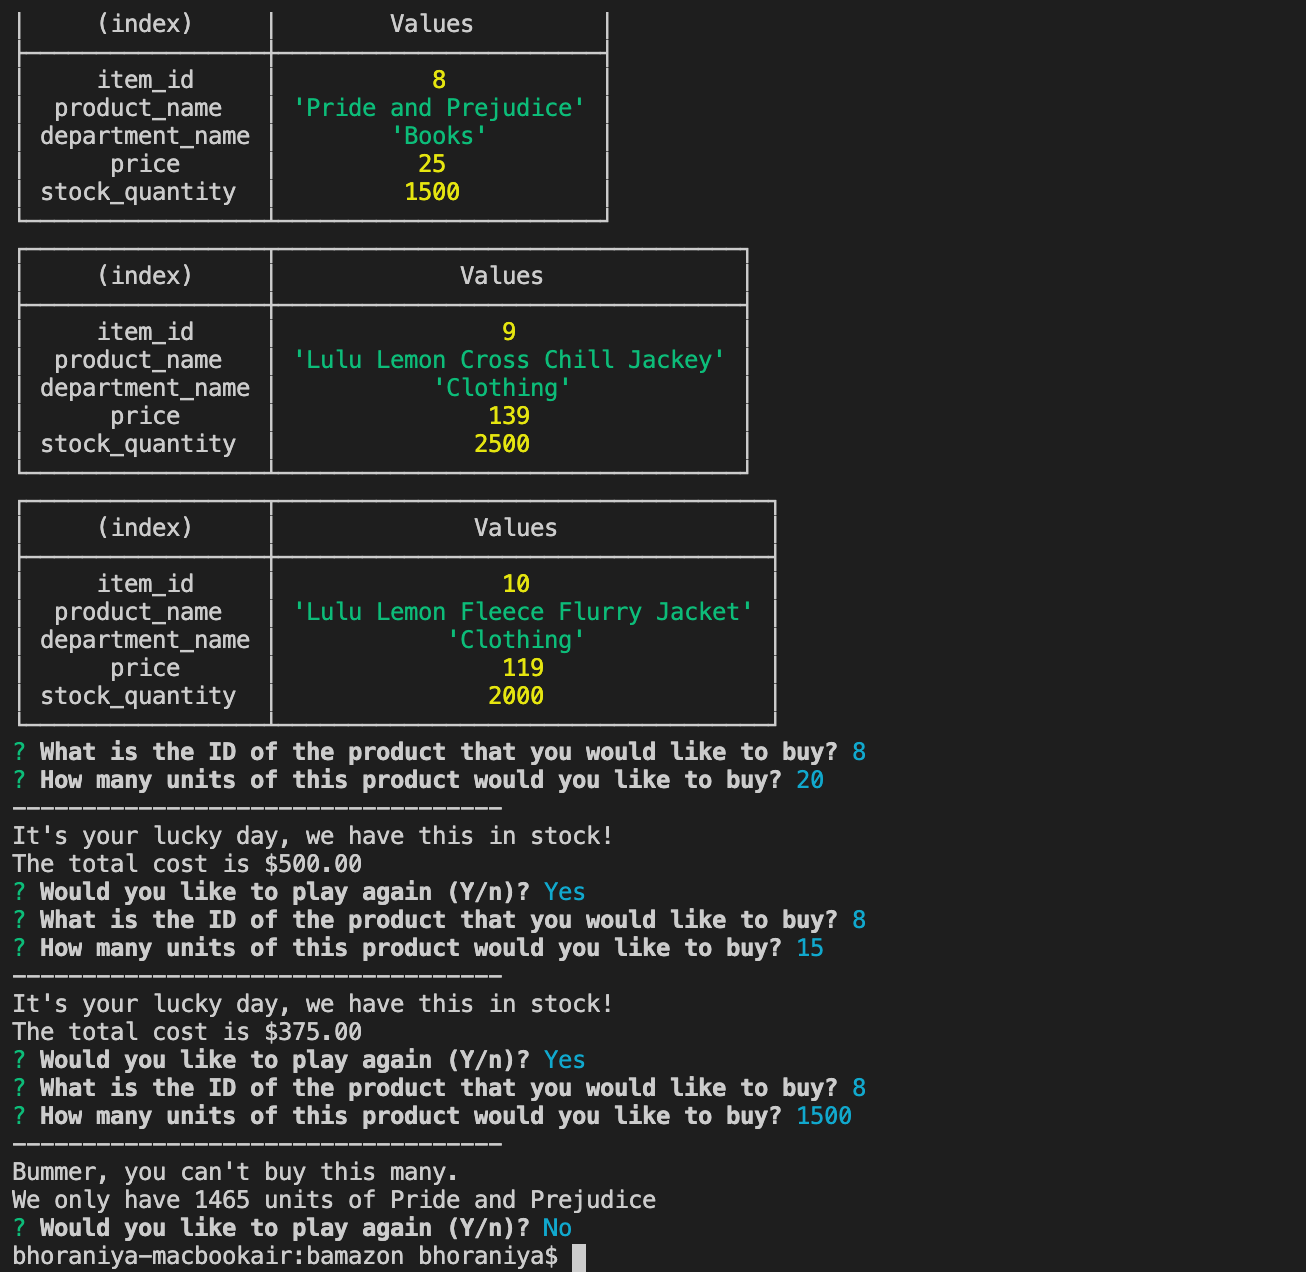 (index) Values
item_id 8
product_name 'Pride and Prejudice'
department_name 'Books'
price 25
stock_quantity 1500
(index) Values
item_id 9
product_name 'Lulu Lemon Cross Chill Jackey'
department_name 'Clothing'
price 139
stock_quantity 2500
(index) Values
item_id 10
product_name 'Lulu Lemon Fleece Flurry Jacket'
department_name 'Clothing'
price 119
stock_quantity 2000
? What is the ID of the product that you would like to buy? 8
? How many units of this product would you like to buy? 20
-----------------------------------
It's your lucky day, we have this in stock!
The total cost is $500.00
? Would you like to play again (Y/n)? Yes
? What is the ID of the product that you would like to buy? 8
? How many units of this product would you like to buy? 15
-----------------------------------
It's your lucky day, we have this in stock!
The total cost is $375.00
? Would you like to play again (Y/n)? Yes
? What is the ID of the product that you would like to buy? 8
? How many units of this product would you like to buy? 1500
-----------------------------------
Bummer, you can't buy this many.
We only have 1465 units of Pride and Prejudice
? Would you like to play again (Y/n)? No
bhoraniya-macbookair:bamazon bhoraniya$